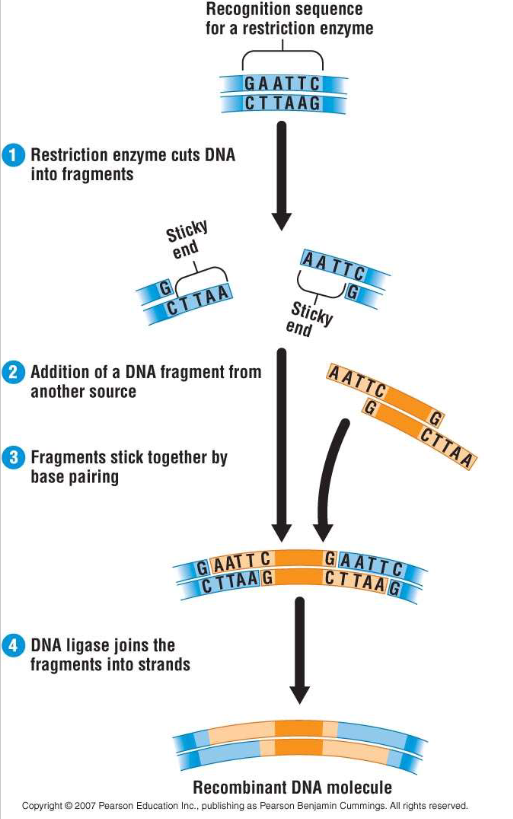 Recognition sequence
for a restriction enzyme
GAATTC
CTTAAG
1 Restriction enzyme cuts DNA
into fragments
Sticky
end
G
CTTAA
AATTC
G
Sticky
end
2 Addition of a DNA fragment from
another source
AATTC G
G CTTAA
3 Fragments stick together by
base pairing
GAATTC GAATTC
CTTAAG CTTAAG
4 DNA ligase joins the
fragments into strands
Recombinant DNA molecule
Copyright © 2007 Pearson Education Inc., publishing as Pearson Benjamin Cummings. All rights reserved.